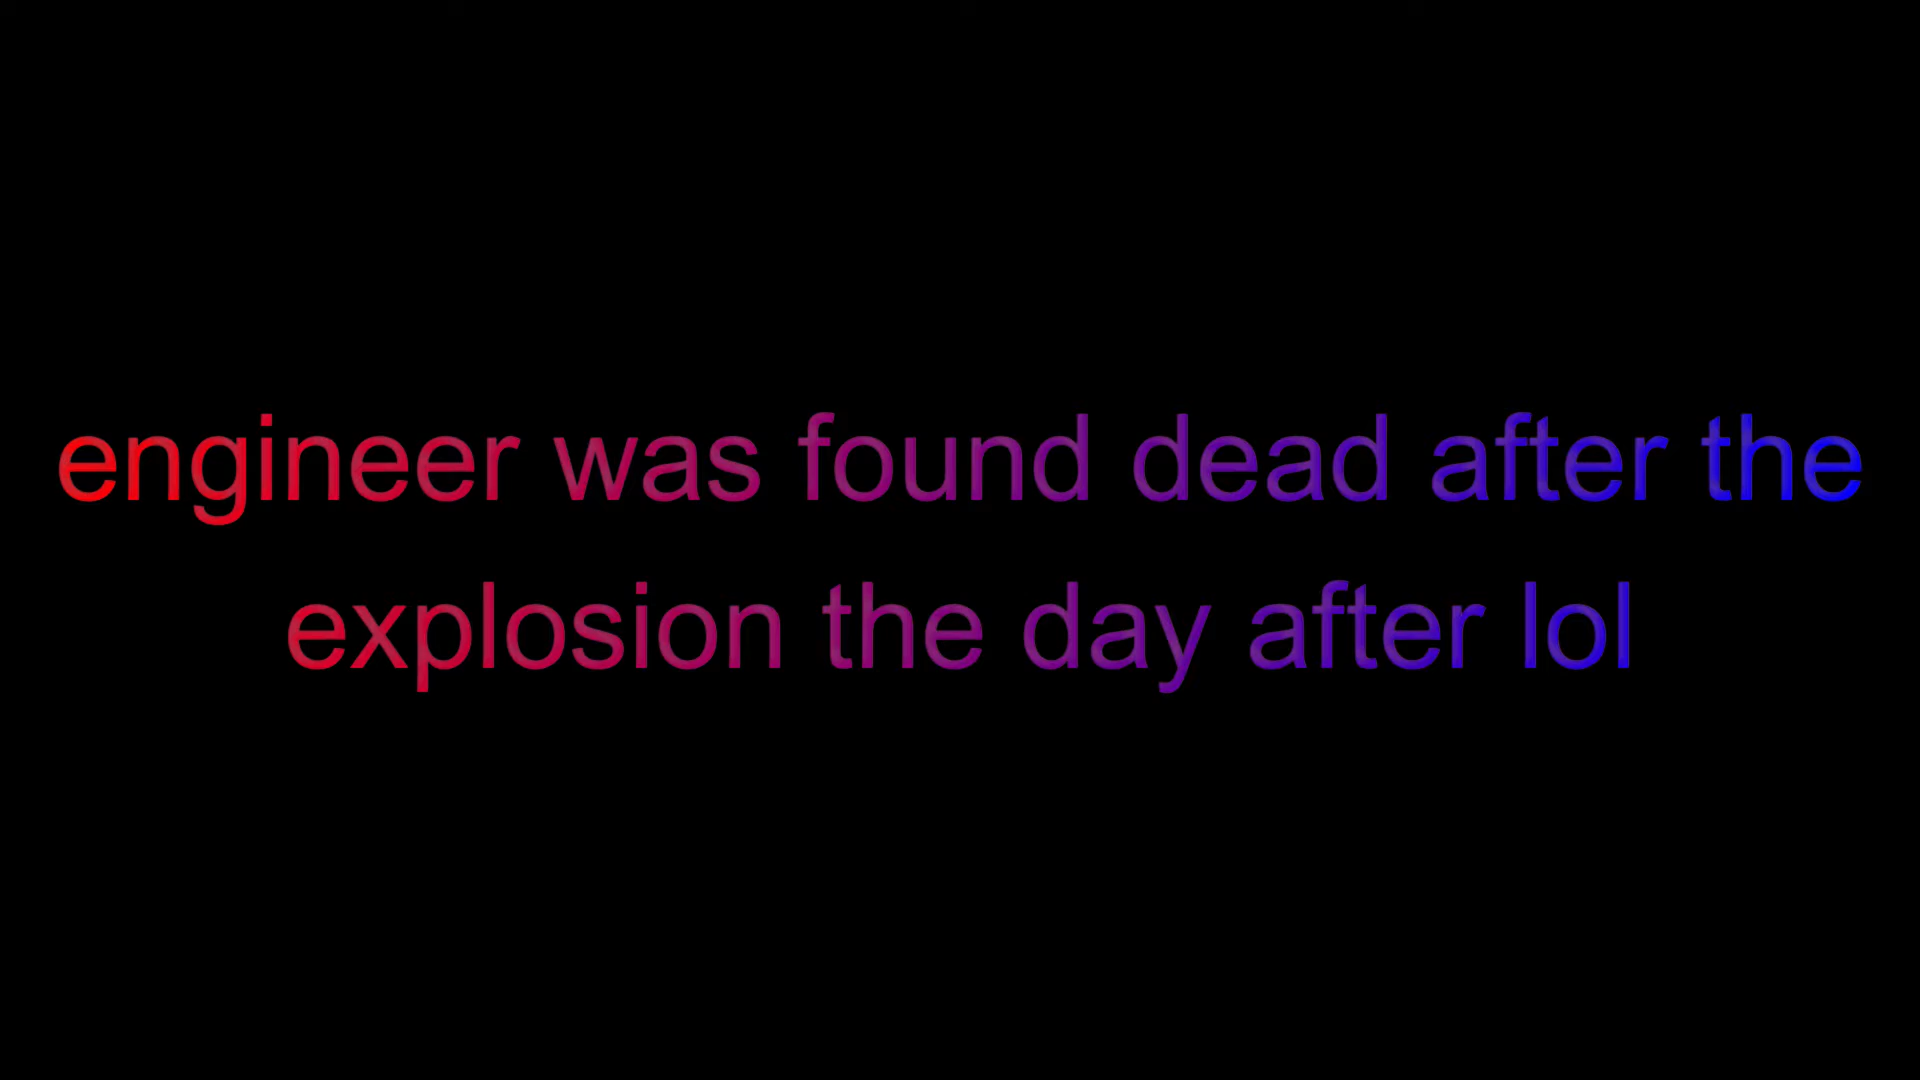 engineer was found dead after the
explosion the day after lol